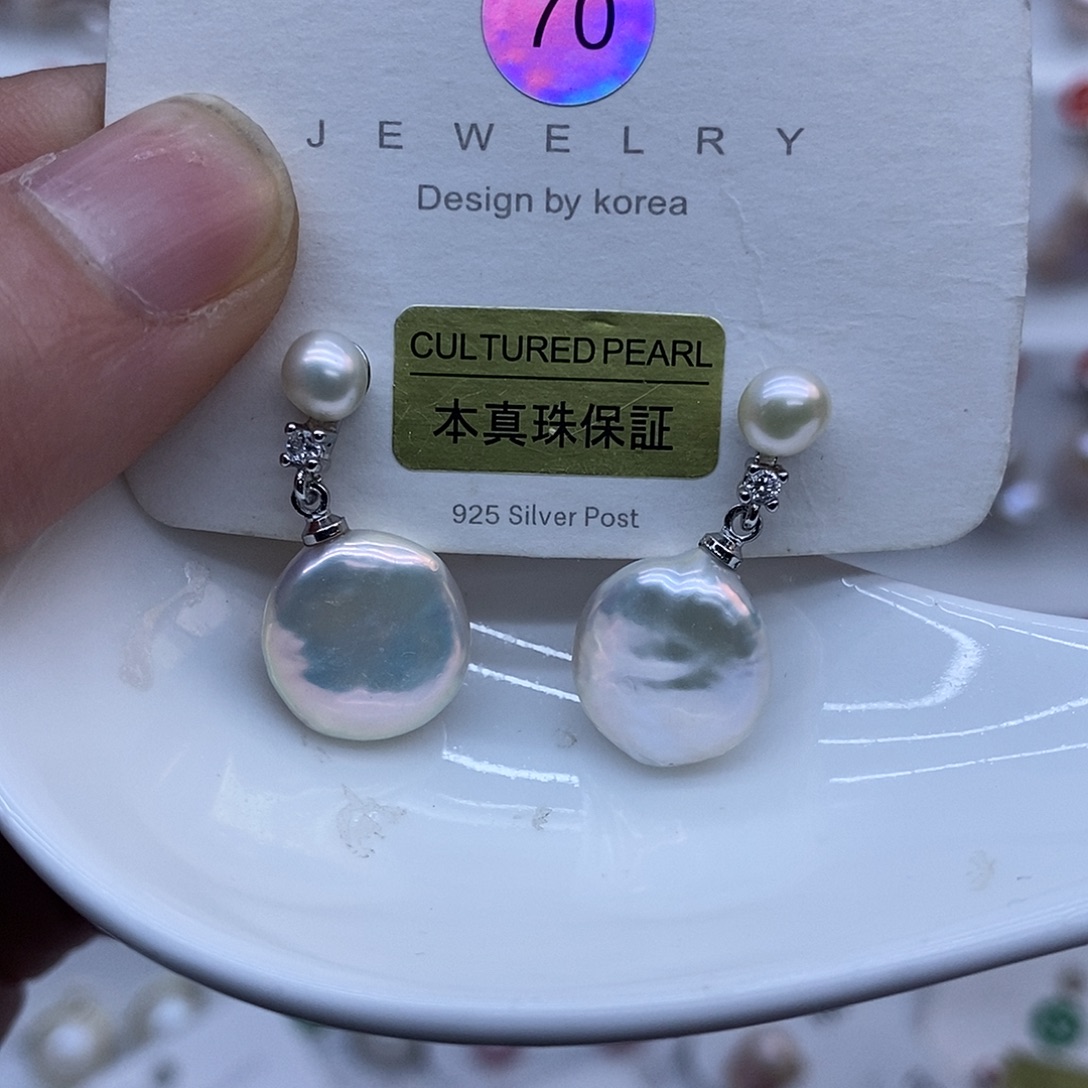 70
JEWELRY
Design by korea
CULTURED PEARL
本真珠保証
925 Silver Post